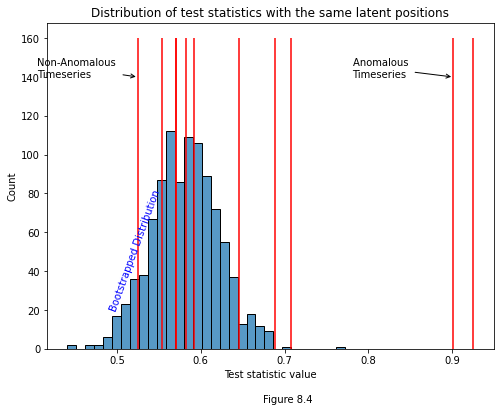 Distribution of test statistics with the same latent positions
160
140
120
100
80
60
40
20
0
Count
Non-Anomalous
Timeseries
Anomalous
Timeseries
Bootstrapped Distribution
0.5 0.6 0.7 0.8 0.9
Test statistic value
Figure 8.4